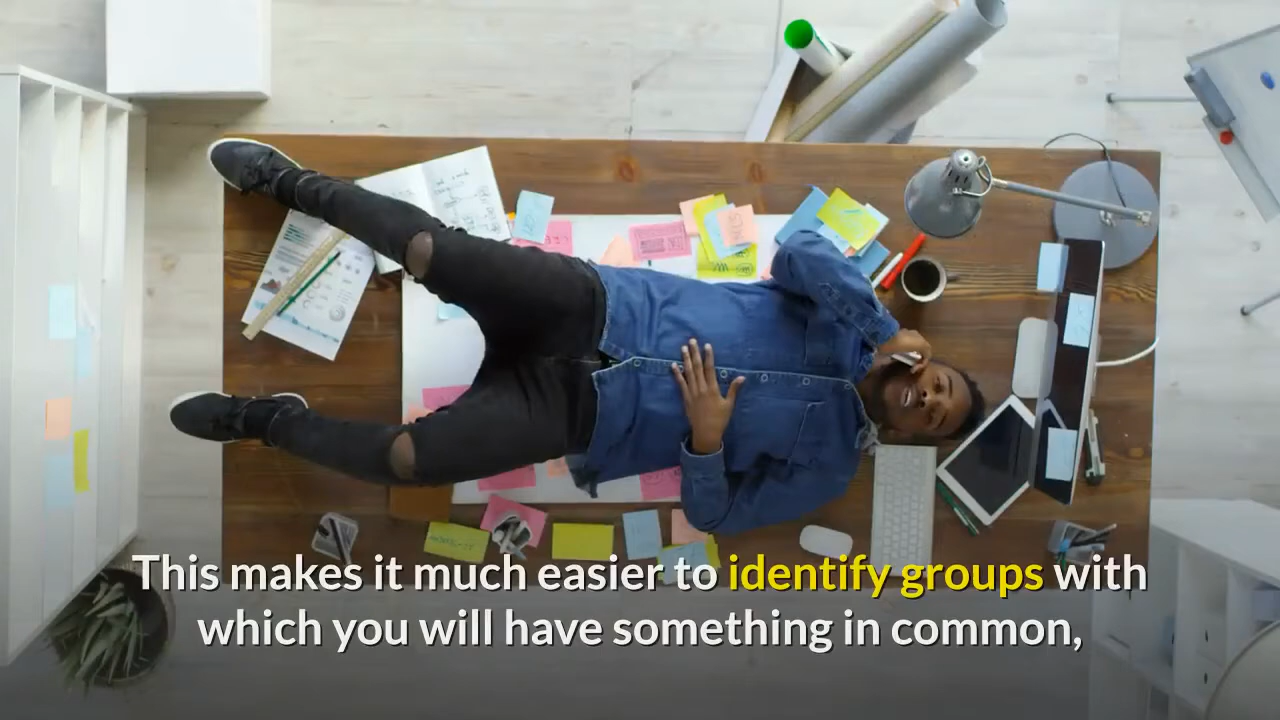 This makes it much easier to identify groups with
which you will have something in common,